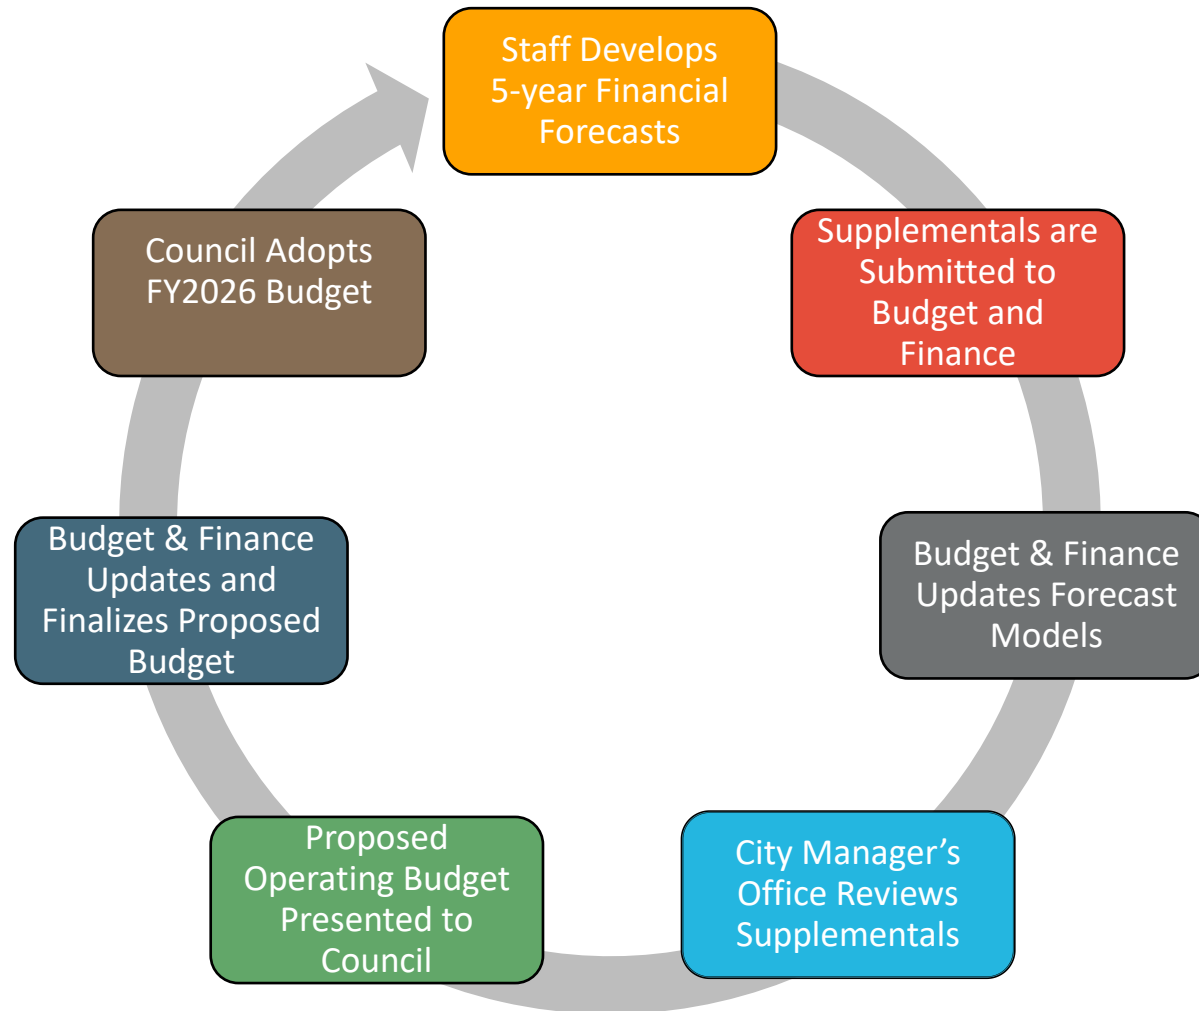 Staff Develops
5-year Financial
Forecasts
Supplementals are
Submitted to
Budget and
Finance
Budget & Finance
Updates Forecast
Models
City Manager’s
Office Reviews
Supplementals
Proposed
Operating Budget
Presented to
Council
Budget & Finance
Updates and
Finalizes Proposed
Budget
Council Adopts
FY2026 Budget